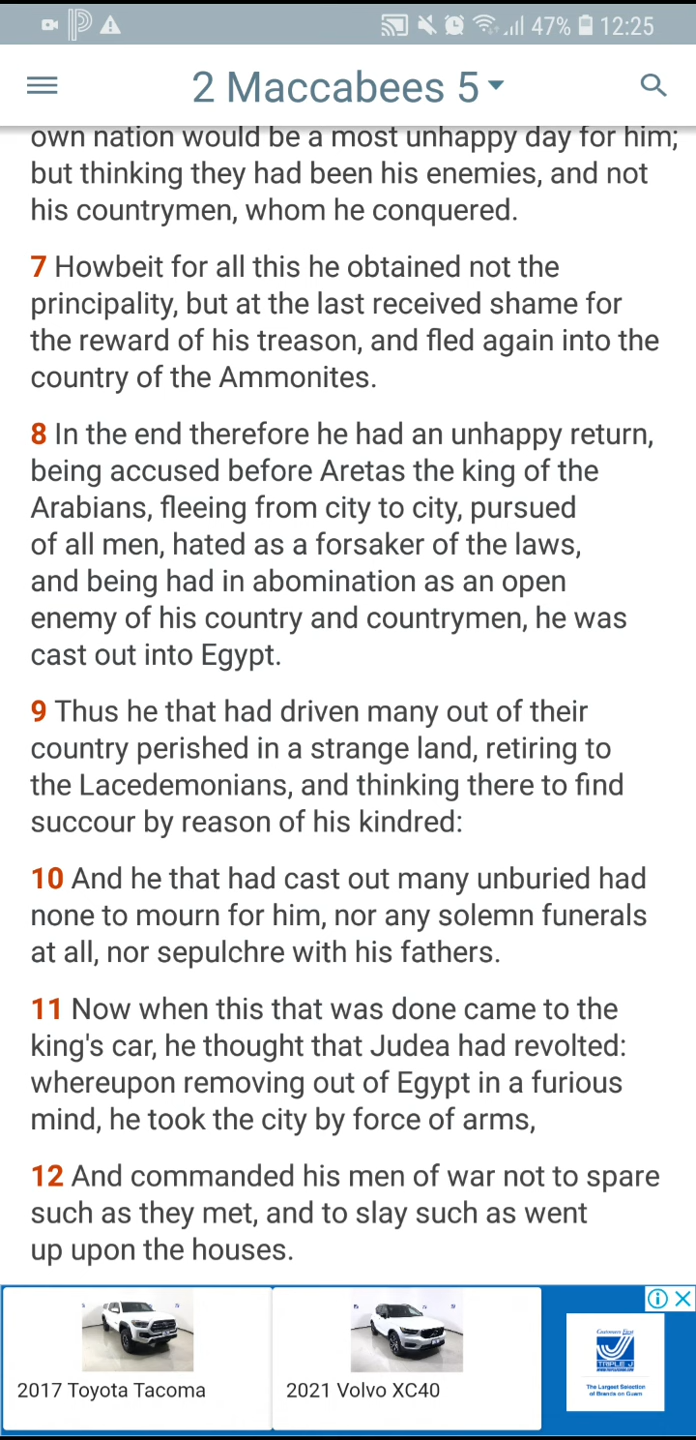 47% 12:25
2 Maccabees 5
own nation would be a most unhappy day for him;
but thinking they had been his enemies, and not
his countrymen, whom he conquered.
7 Howbeit for all this he obtained not the
principality, but at the last received shame for
the reward of his treason, and fled again into the
country of the Ammonites.
8 In the end therefore he had an unhappy return,
being accused before Aretas the king of the
Arabians, fleeing from city to city, pursued
of all men, hated as a forsaker of the laws,
and being had in abomination as an open
enemy of his country and countrymen, he was
cast out into Egypt.
9 Thus he that had driven many out of their
country perished in a strange land, retiring to
the Lacedemonians, and thinking there to find
succour by reason of his kindred:
10 And he that had cast out many unburied had
none to mourn for him, nor any solemn funerals
at all, nor sepulchre with his fathers.
11 Now when this that was done came to the
king's car, he thought that Judea had revolted:
whereupon removing out of Egypt in a furious
mind, he took the city by force of arms,
12 And commanded his men of war not to spare
such as they met, and to slay such as went
up upon the houses.
2017 Toyota Tacoma
2021 Volvo XC40
Customers First
TRIPLE J
The Largest Selection
of Brands on Guam